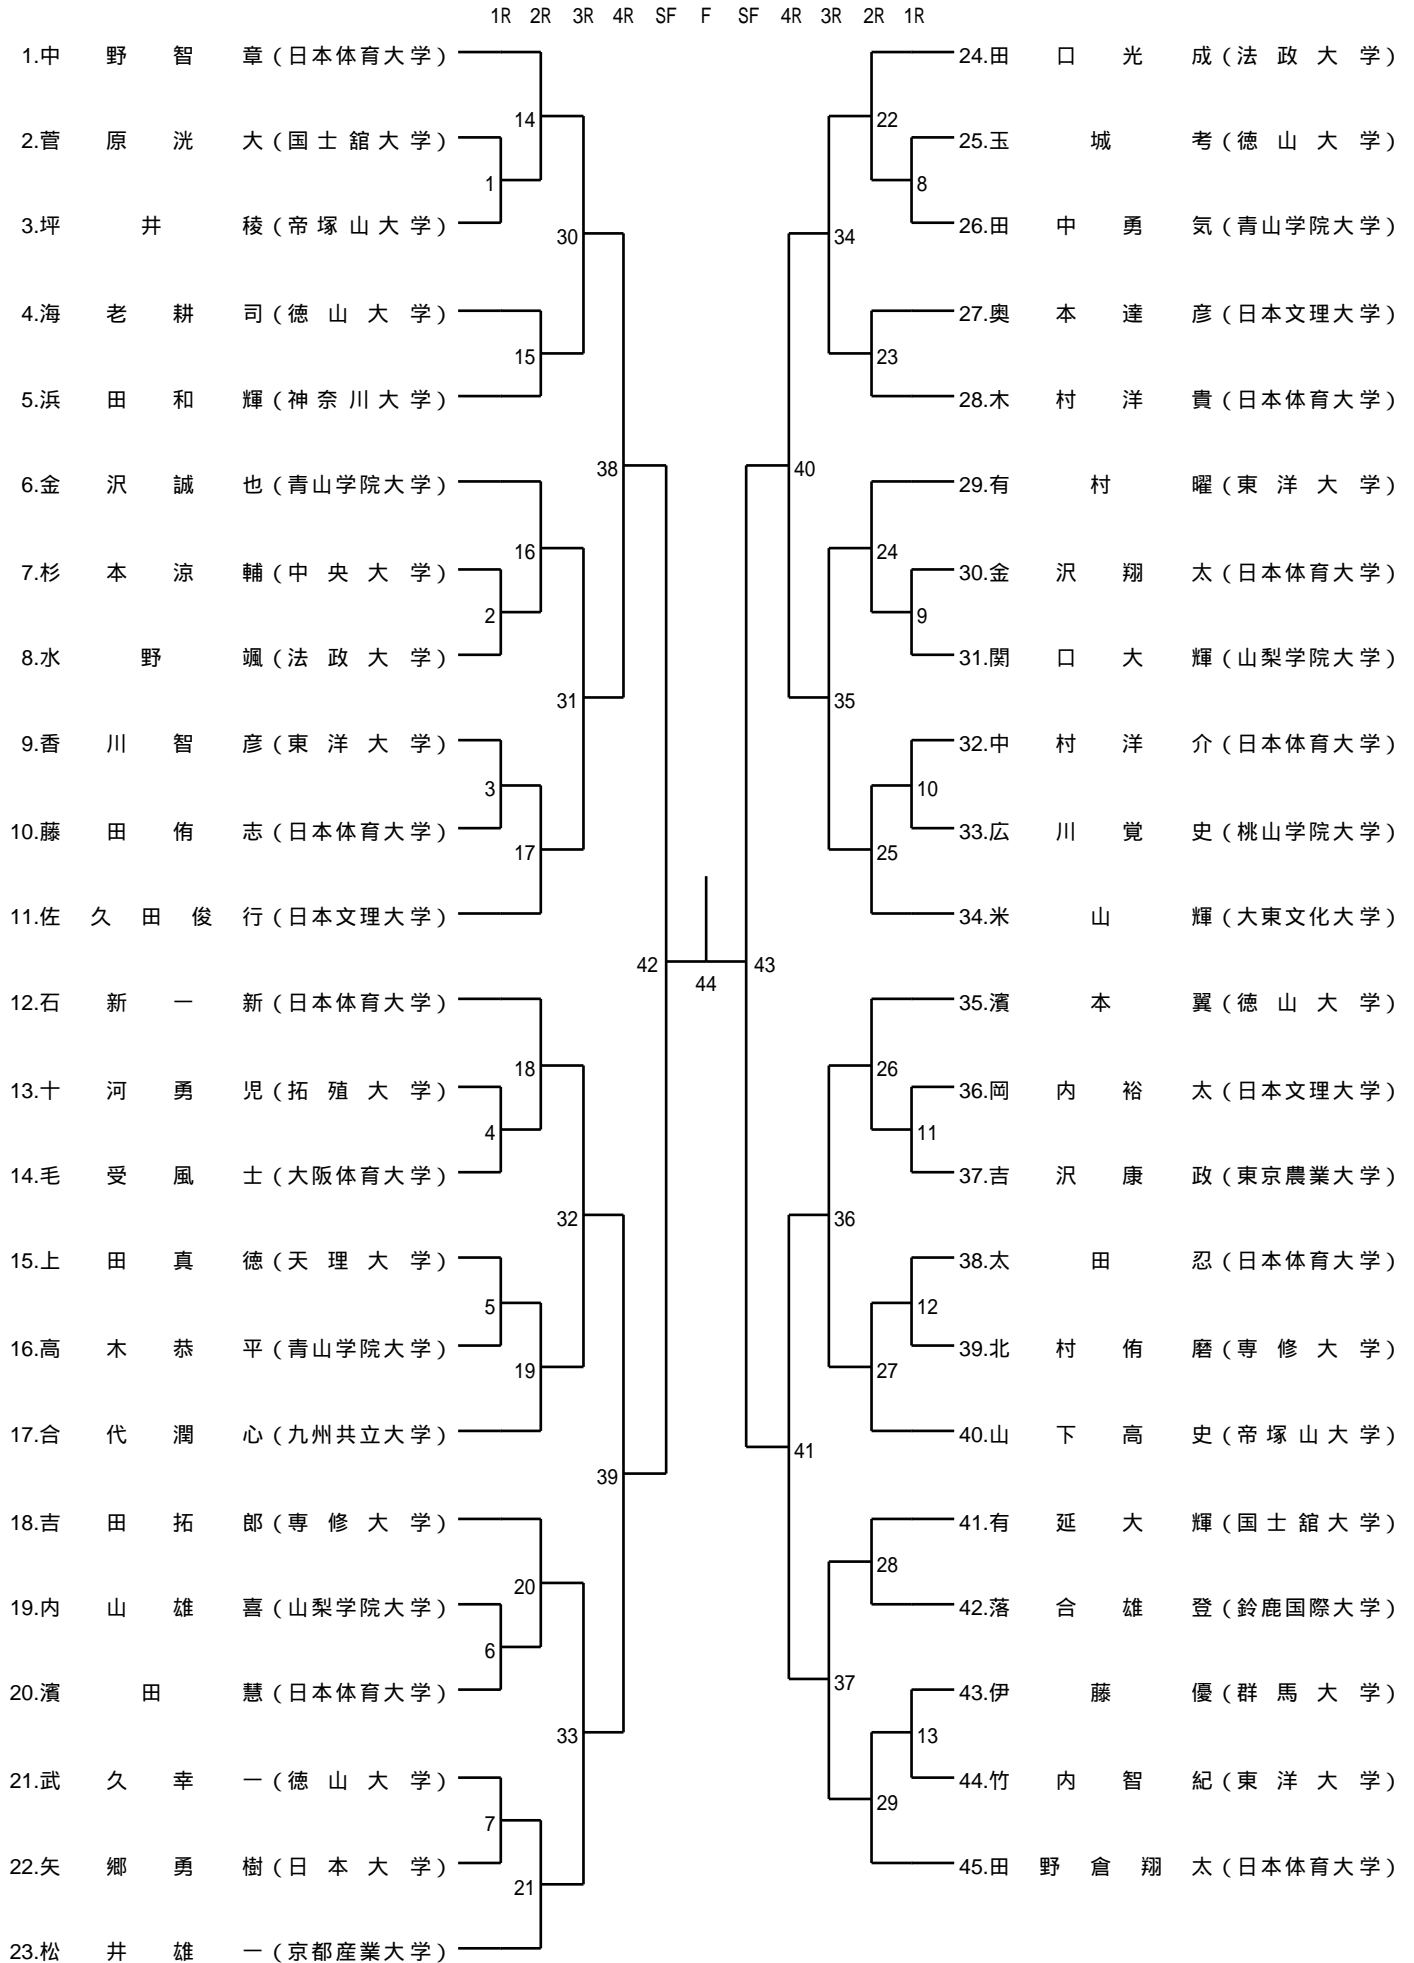 1R 2R 3R 4R SF F SF 4R 3R 2R 1R
1.中野智章(日本体育大学)
2.菅原洸大(国士舘大学)
3.坪井稜(帝塚山大学)
4.海老耕司(徳山大学)
5.浜田和輝(神奈川大学)
6.金沢誠也(青山学院大学)
7.杉本涼輔(中央大学)
8.水野颯(法政大学)
9.香川智彦(東洋大学)
10.藤田侑志(日本体育大学)
11.佐久田俊行(日本文理大学)
12.石新一新(日本体育大学)
13.十河勇児(拓殖大学)
14.毛受風士(大阪体育大学)
15.上田真徳(天理大学)
16.高木恭平(青山学院大学)
17.合代潤心(九州共立大学)
18.吉田拓郎(専修大学)
19.内山雄喜(山梨学院大学)
20.濱田慧(日本体育大学)
21.武久幸一(徳山大学)
22.矢郷勇樹(日本大学)
23.松井雄一(京都産業大学)
14
1
30
15
38
16
2
31
3
17
42
18
4
32
5
19
39
20
6
33
7
21
44
43
22
8
34
23
40
24
9
35
10
25
26
11
36
12
27
41
28
37
13
29
24.田口光成(法政大学)
25.玉城考(徳山大学)
26.田中勇気(青山学院大学)
27.奥本達彦(日本文理大学)
28.木村洋貴(日本体育大学)
29.有村曜(東洋大学)
30.金沢翔太(日本体育大学)
31.関口大輝(山梨学院大学)
32.中村洋介(日本体育大学)
33.広川覚史(桃山学院大学)
34.米山輝(大東文化大学)
35.濱本翼(徳山大学)
36.岡内裕太(日本文理大学)
37.吉沢康政(東京農業大学)
38.太田忍(日本体育大学)
39.北村侑磨(専修大学)
40.山下高史(帝塚山大学)
41.有延大輝(国士舘大学)
42.落合雄登(鈴鹿国際大学)
43.伊藤優(群馬大学)
44.竹内智紀(東洋大学)
45.田野倉翔太(日本体育大学)